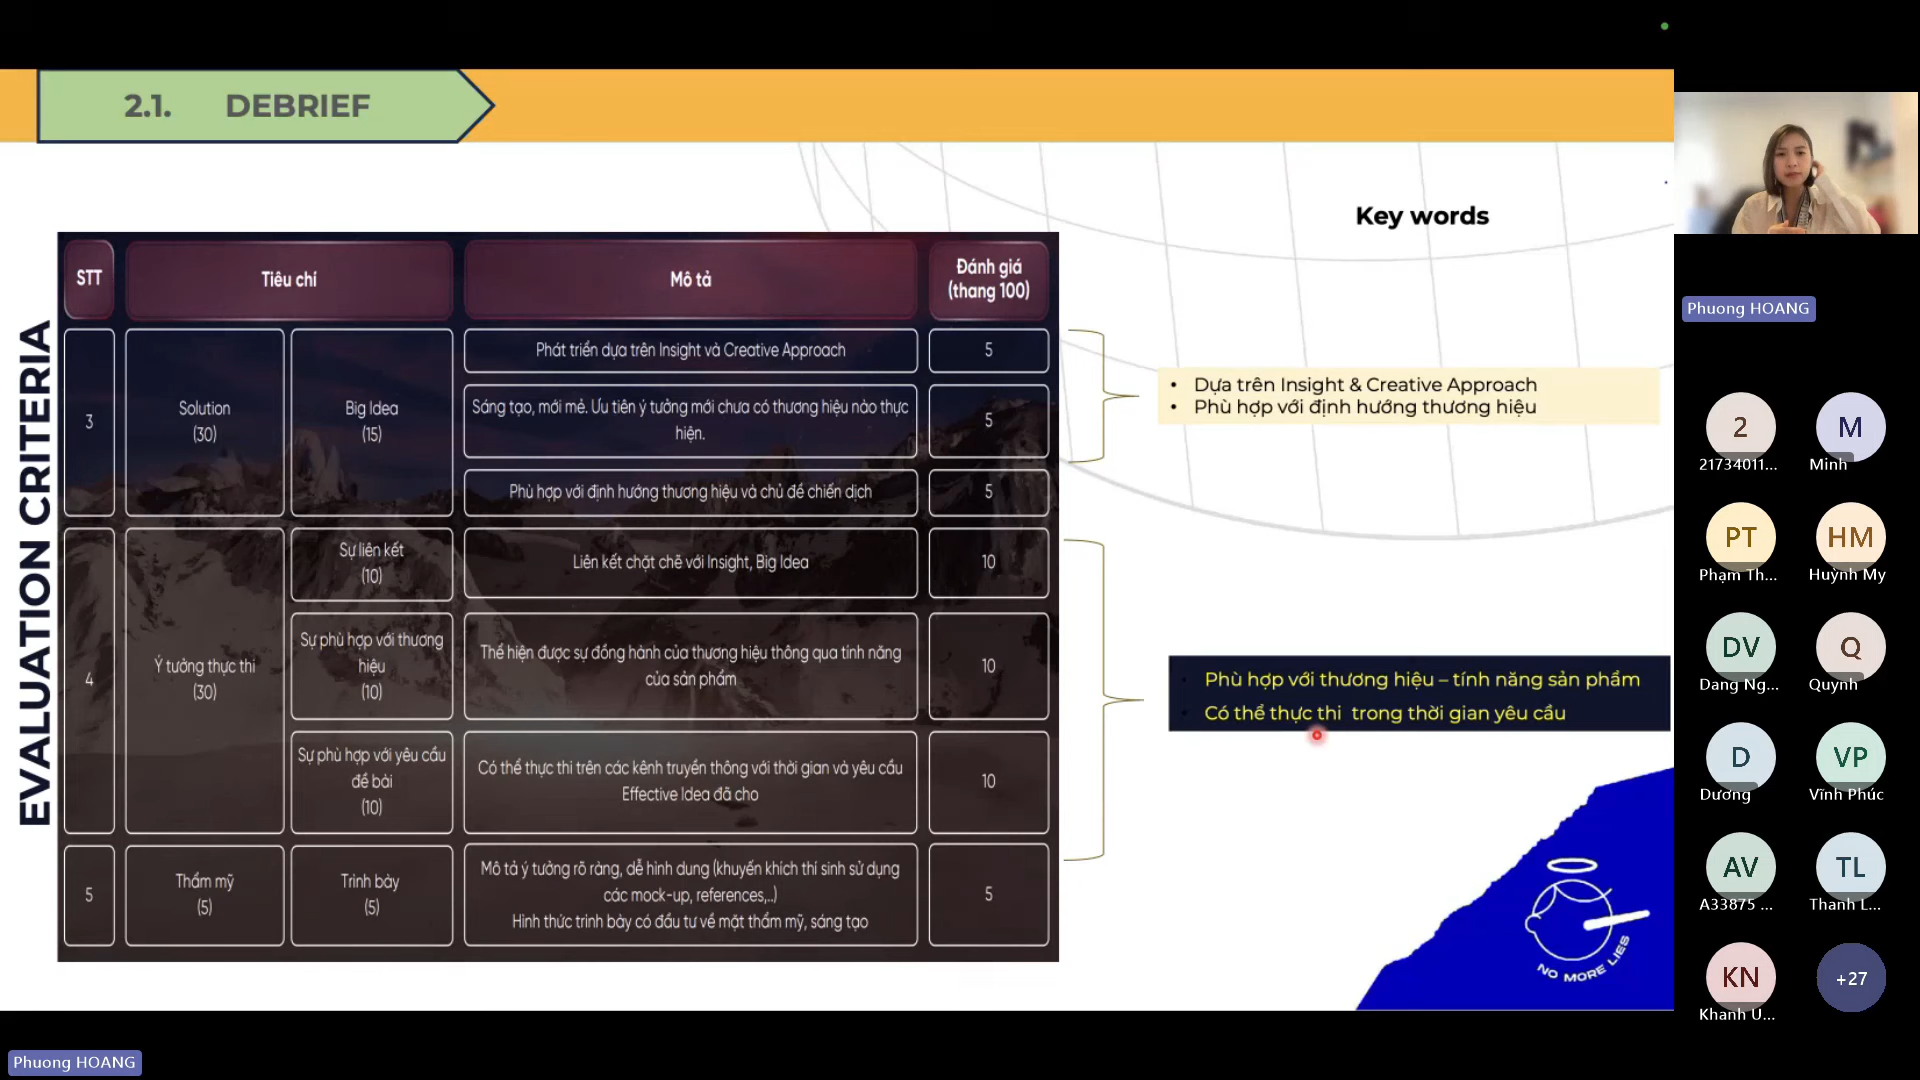 2.1. DEBRIEF
EVALUATION CRITERIA
STT
Tiêu chí
Mô tả
Đánh giá
(thang 100)
3
Solution
(30)
Big Idea
(15)
Phát triển dựa trên Insight và Creative Approach
5
Sáng tạo, mới mẻ. Ưu tiên ý tưởng mới chưa có thương hiệu nào thực
hiện.
5
Phù hợp với định hướng thương hiệu và chủ đề chiến dịch
5
4
Ý tưởng thực thi
(30)
Sự liên kết
(10)
Liên kết chặt chẽ với Insight, Big Idea
10
Sự phù hợp với thương
hiệu
(10)
Thể hiện được sự đồng hành của thương hiệu thông qua tính năng
của sản phẩm
10
Sự phù hợp với yêu cầu
đề bài
(10)
Có thể thực thi trên các kênh truyền thông với thời gian và yêu cầu
Effective Idea đã cho
10
5
Thẩm mỹ
(5)
Trình bày
(5)
Mô tả ý tưởng rõ ràng, dễ hình dung (khuyến khích thí sinh sử dụng
các mock-up, references,..)
Hình thức trình bày có đầu tư về mặt thẩm mỹ, sáng tạo
5
Key words
• Dựa trên Insight & Creative Approach
• Phù hợp với định hướng thương hiệu
• Phù hợp với thương hiệu – tính năng sản phẩm
• Có thể thực thi trong thời gian yêu cầu
NO MORE LIES
Phuong HOANG
2
21734011...
M
Minh
PT
Phạm Th...
HM
Huỳnh My
DV
Dang Ng...
Q
Quynh
D
Dương
VP
Vĩnh Phúc
AV
A33875 ...
TL
Thanh L...
KN
Khanh U...
+27
Phuong HOANG